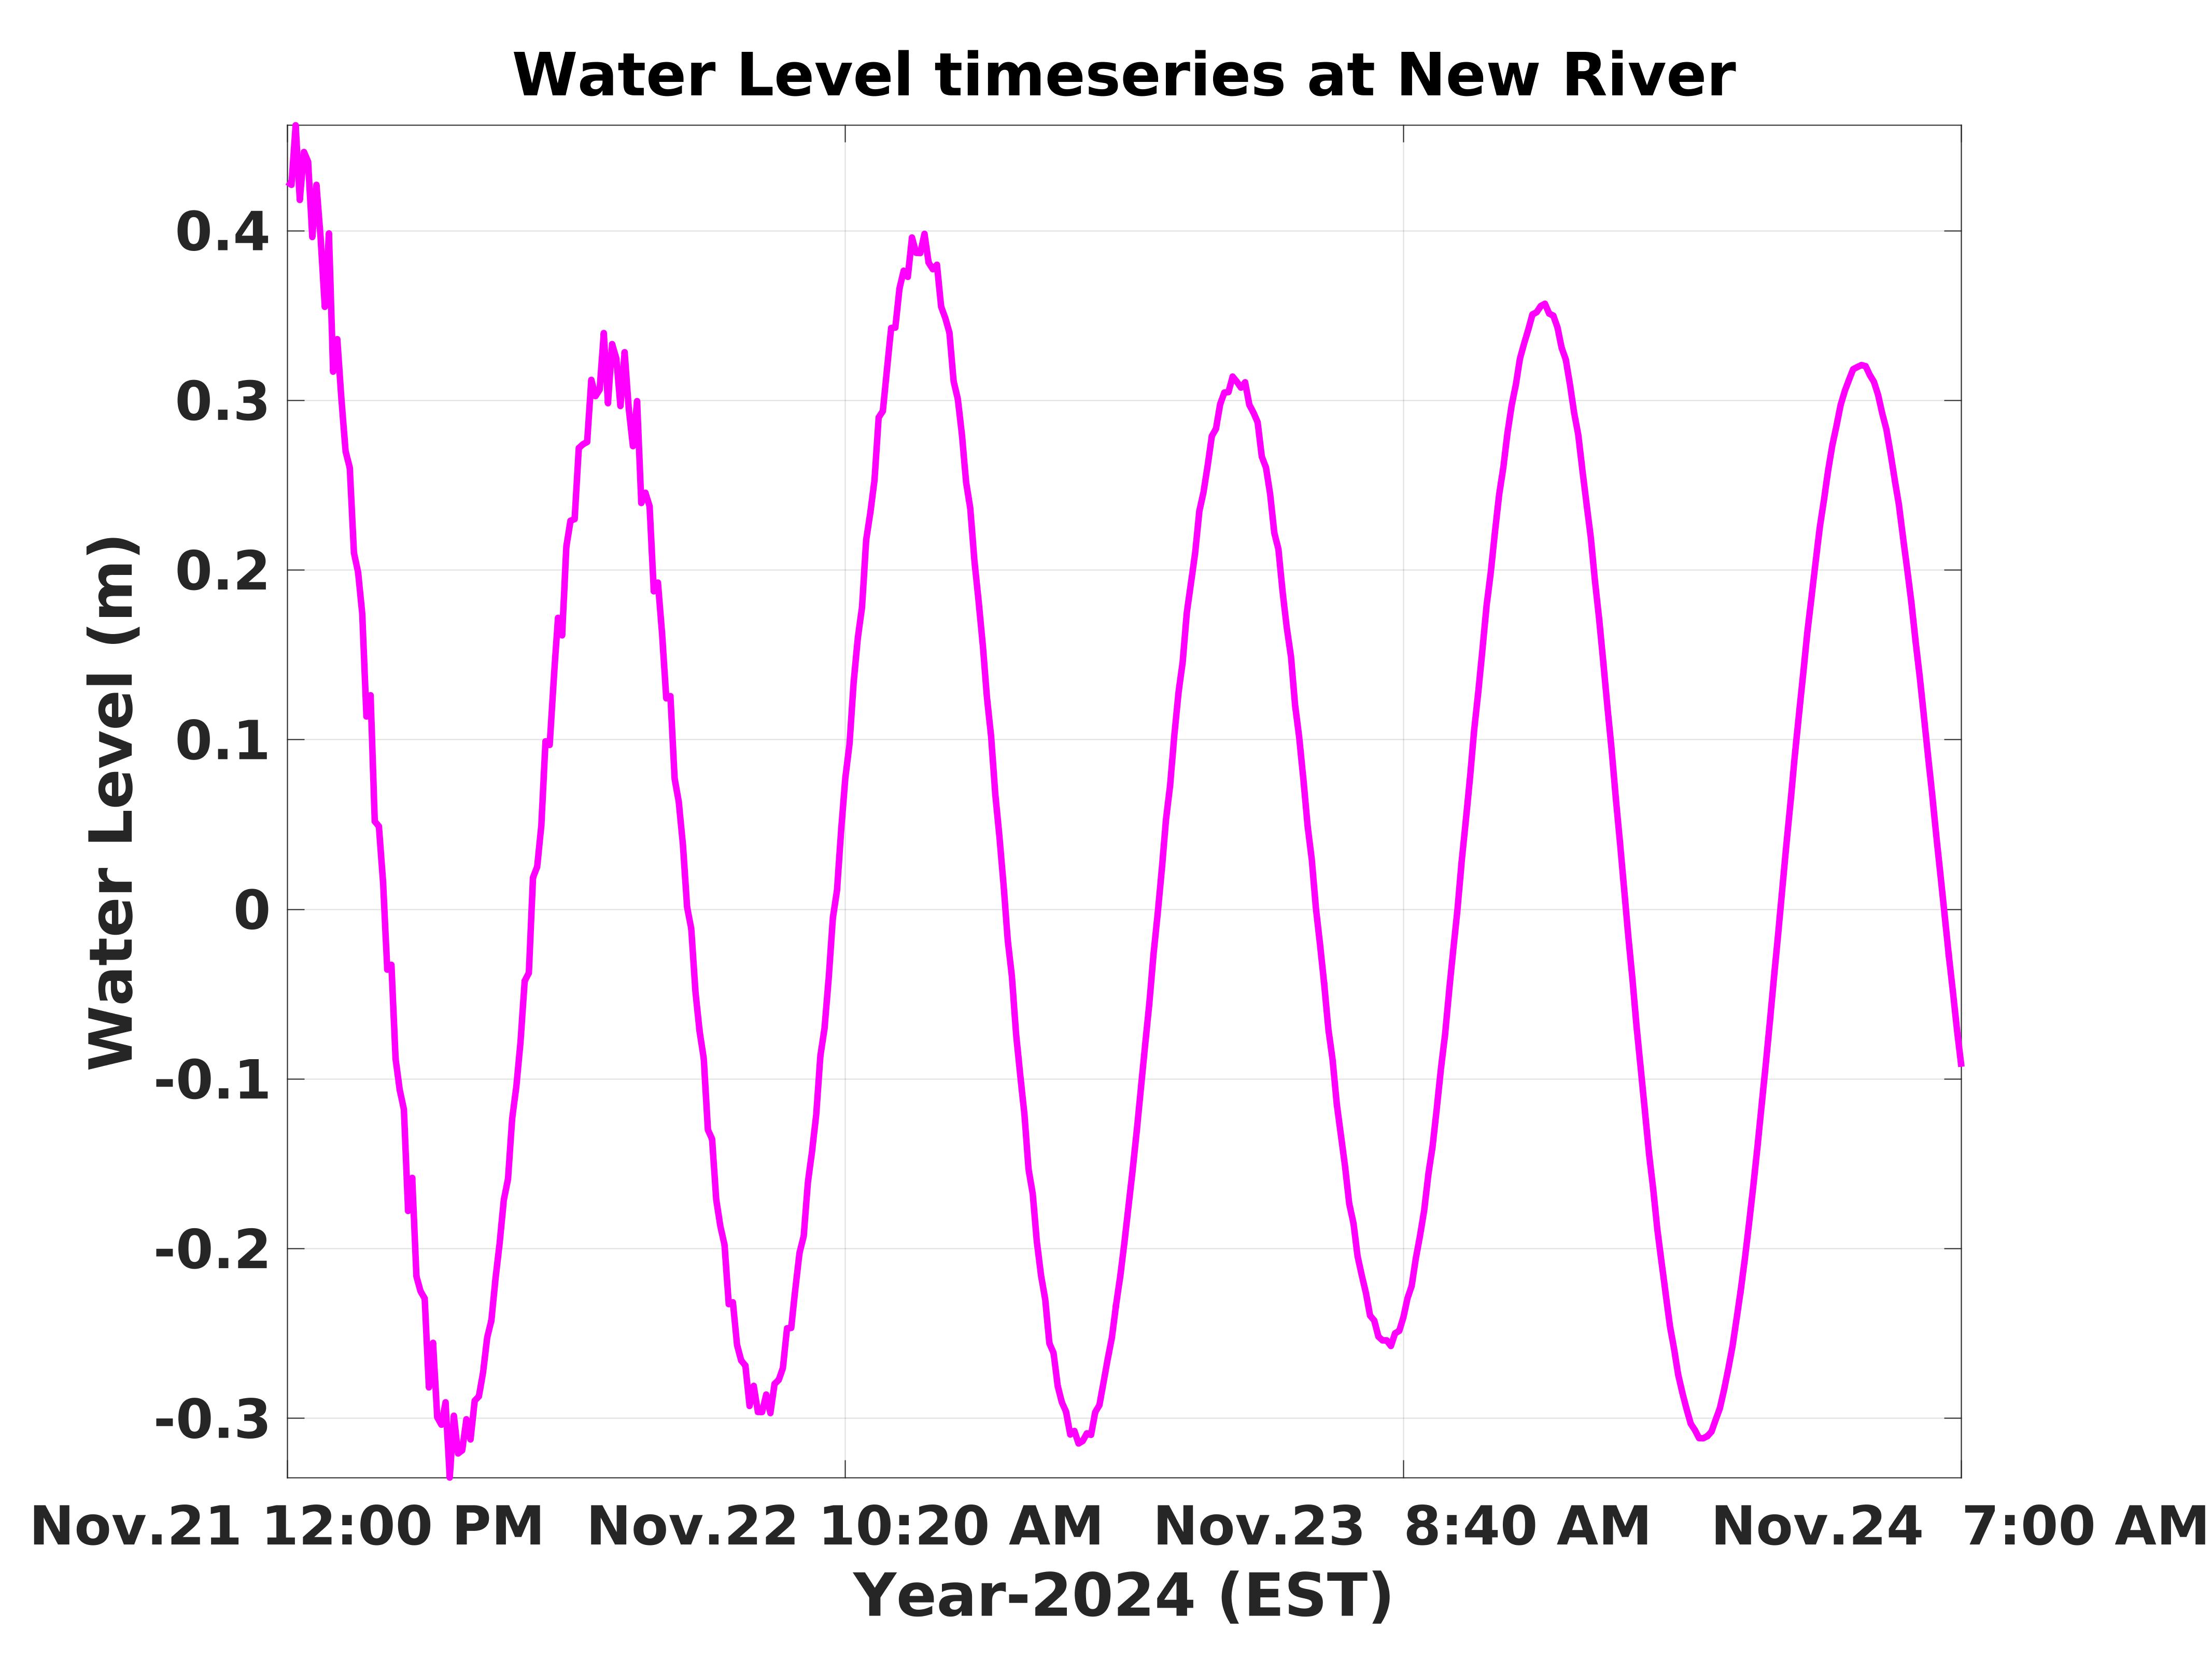 Water Level timeseries at New River
Water Level (m)
0.4
0.3
0.2
0.1
0
-0.1
-0.2
-0.3
Nov.21 12:00 PM Nov.22 10:20 AM Nov.23 8:40 AM Nov.24 7:00 AM
Year-2024 (EST)